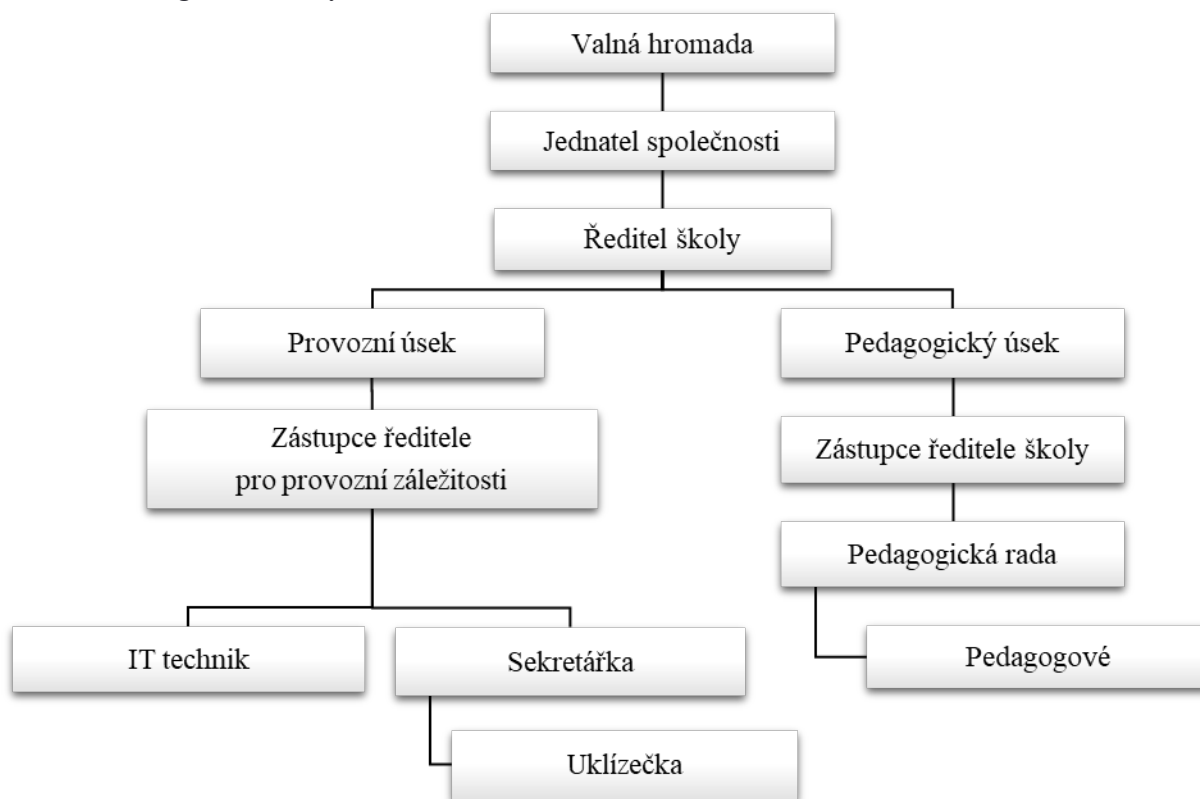 Valná hromada
Jednatel společnosti
Ředitel školy
Provozní úsek
Pedagogický úsek
Zástupce ředitele
pro provozní záležitosti
Zástupce ředitele školy
Pedagogická rada
IT technik
Sekretářka
Pedagogové
Uklízečka